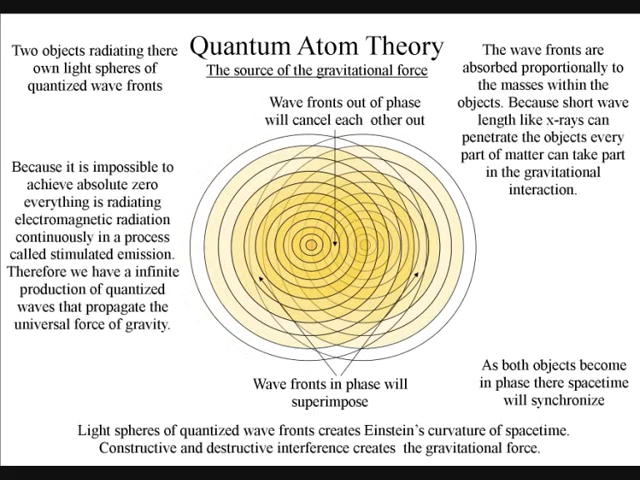 Quantum Atom Theory
The source of the gravitational force
Two objects radiating there
own light spheres of
quantized wave fronts
Wave fronts out of phase
will cancel each other out
The wave fronts are
absorbed proportionally to
the masses within the
objects. Because short wave
length like x-rays can
penetrate the objects every
part of matter can take part
in the gravitational
interaction.
Because it is impossible to
achieve absolute zero
everything is radiating
electromagnetic radiation
continuously in a process
called stimulated emission.
Therefore we have a infinite
production of quantized
waves that propagate the
universal force of gravity.
Wave fronts in phase will
superimpose
As both objects become
in phase there spacetime
will synchronize
Light spheres of quantized wave fronts creates Einstein's curvature of spacetime.
Constructive and destructive interference creates the gravitational force.